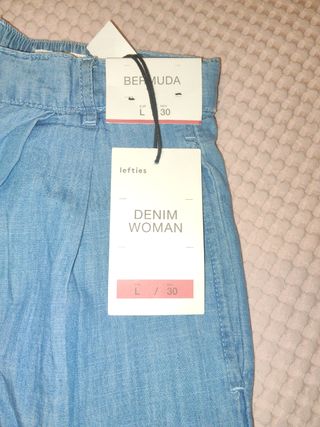 BERMUDA
L / 30
lefties
DENIM
WOMAN
L / 30